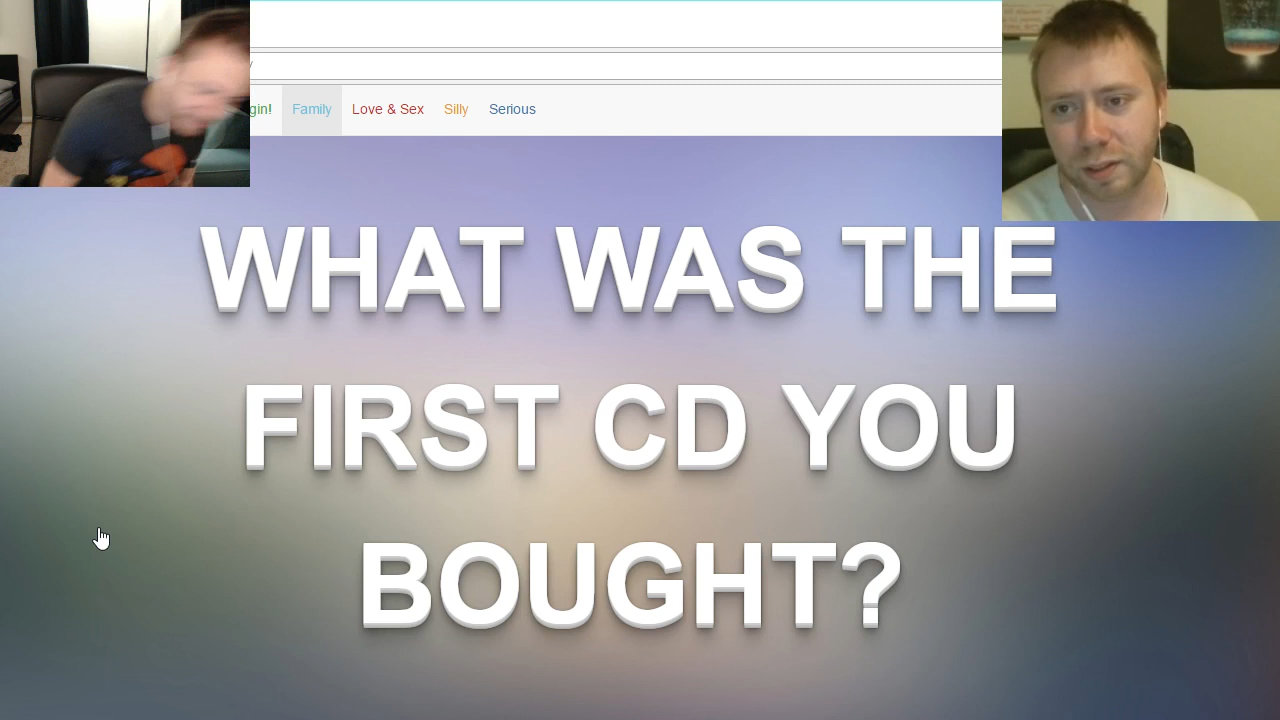 gin! Family Love & Sex Silly Serious
WHAT WAS THE
FIRST CD YOU
BOUGHT?